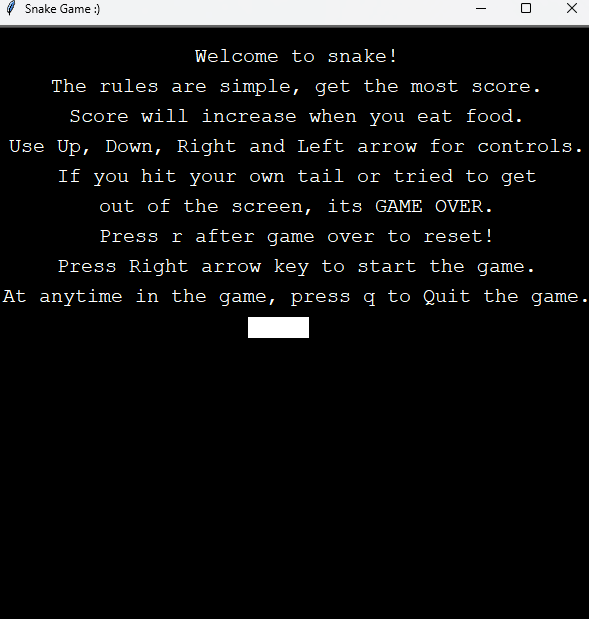 Snake Game :)
Welcome to snake!
The rules are simple, get the most score.
Score will increase when you eat food.
Use Up, Down, Right and Left arrow for controls.
If you hit your own tail or tried to get
out of the screen, its GAME OVER.
Press r after game over to reset!
Press Right arrow key to start the game.
At anytime in the game, press q to Quit the game.